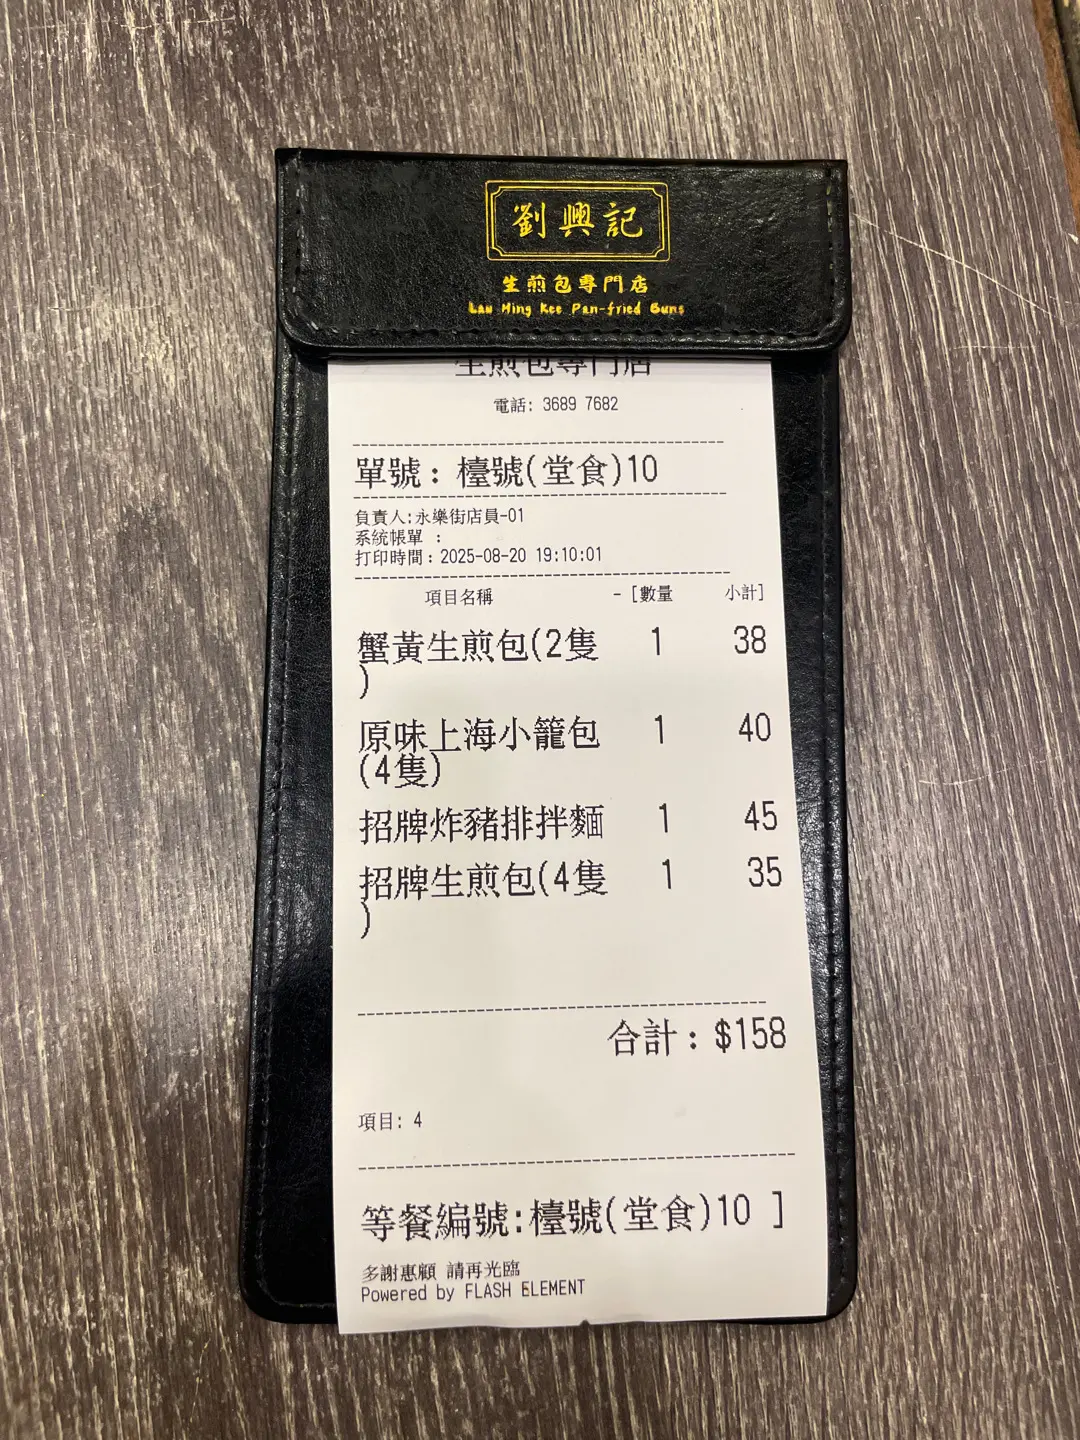 劉興記
生煎包專門店
Lau Hing Kee Pan-fried Buns
生煎包專門店
電話: 3689 7682
單號: 檯號(堂食)10
負責人:永樂街店員-01
系統帳單 :
打印時間:2025-08-20 19:10:01
項目名稱 - [數量 小計]
蟹黃生煎包(2隻 1 38
)
原味上海小籠包 1 40
(4隻)
招牌炸豬排拌麵 1 45
招牌生煎包(4隻 1 35
)
合計:$158
項目: 4
等餐編號:檯號(堂食)10 ]
多謝惠顧 請再光臨
Powered by FLASH ELEMENT